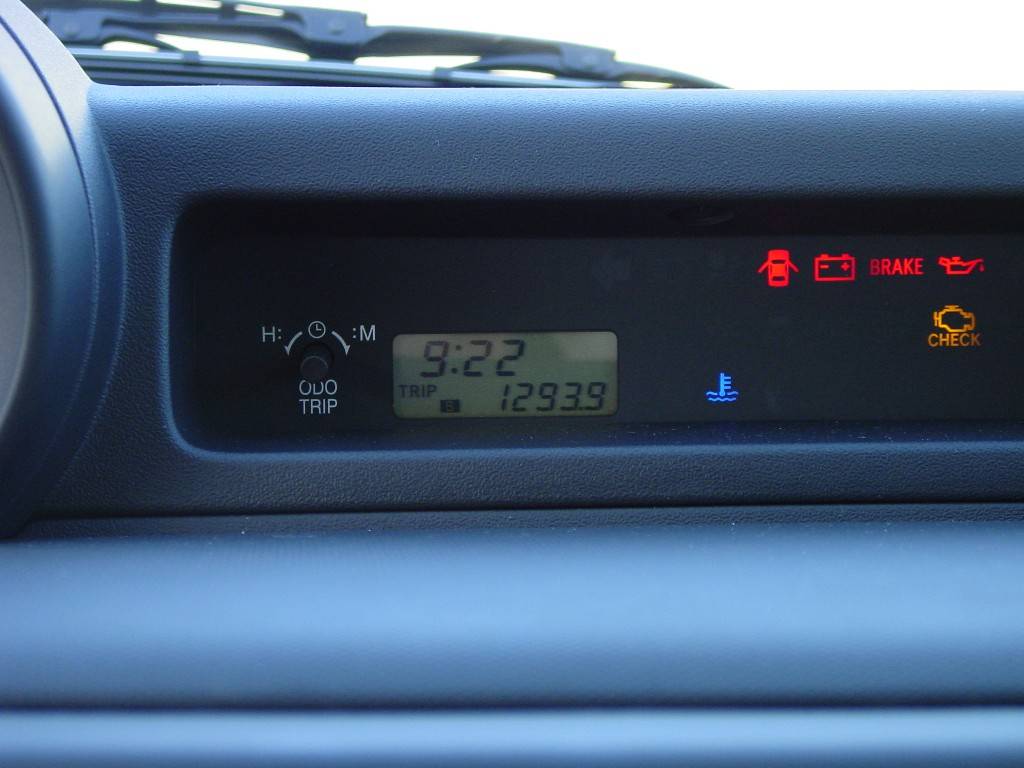 BRAKE
CHECK
H: :M
ODO
TRIP
9:22
TRIP B 1293.9